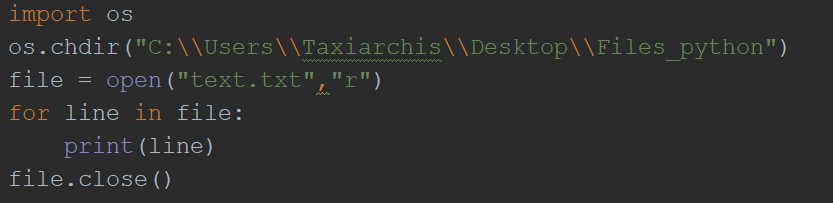 import os
os.chdir("C:\\Users\\Taxiarchis\\Desktop\\Files_python")
file = open("text.txt","r")
for line in file:
    print(line)
file.close()